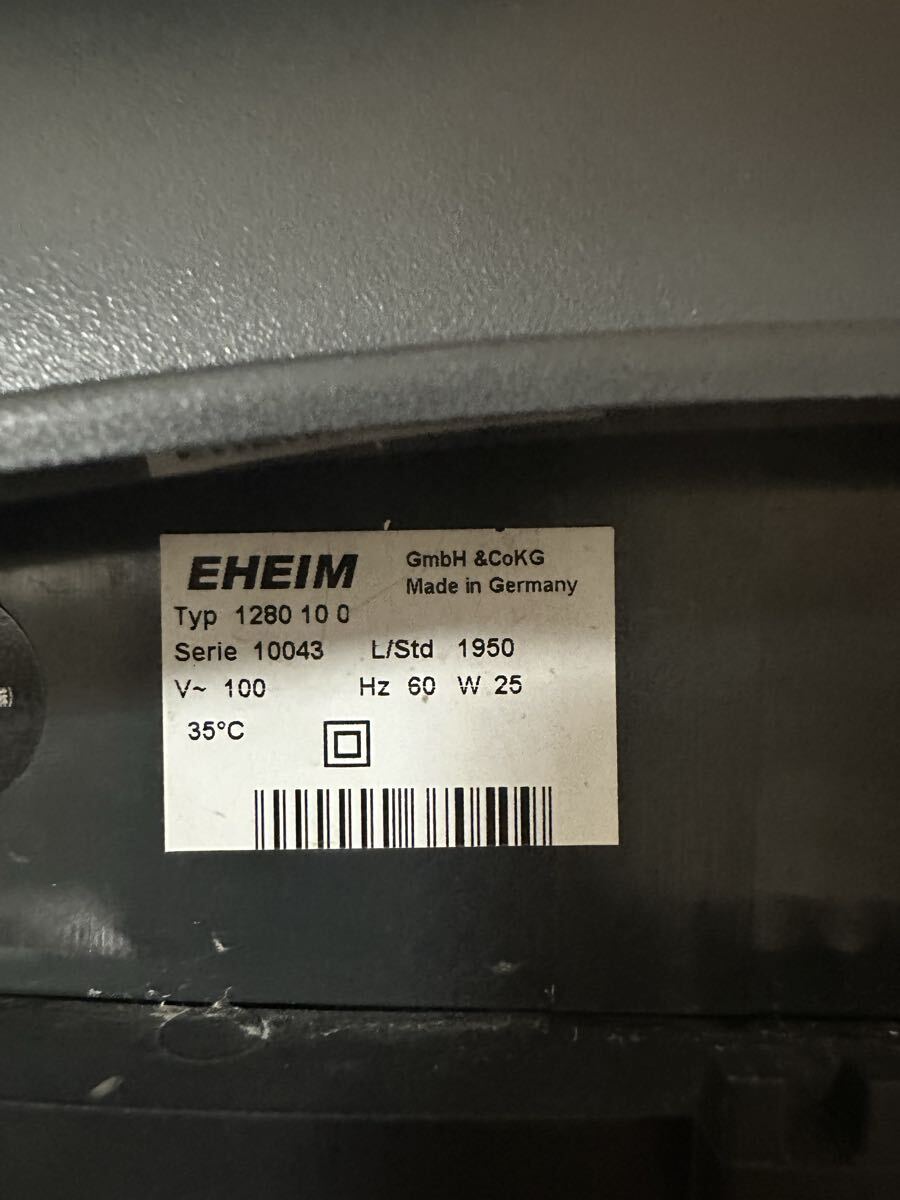 EHEIM GmbH &CoKG
Made in Germany
Typ 1280 10 0
Serie 10043 L/Std 1950
V~ 100 Hz 60 W 25
35°C